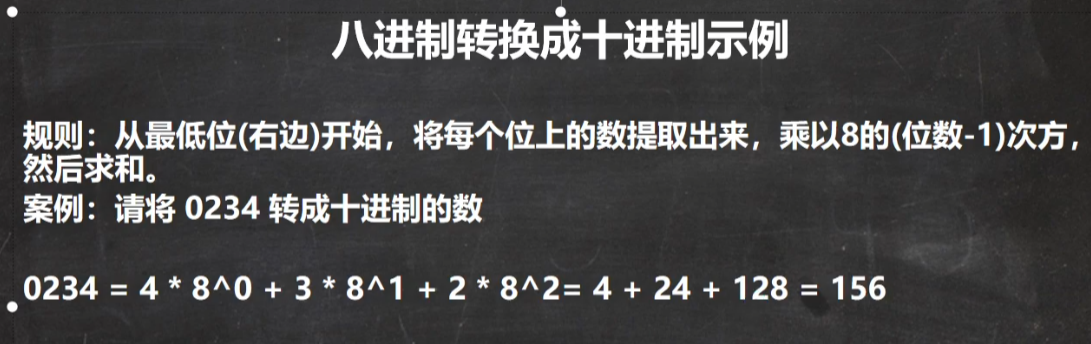 八进制转换成十进制示例
规则：从最低位(右边)开始，将每个位上的数提取出来，乘以8的(位数-1)次方，
然后求和。
案例：请将 0234 转成十进制的数
0234 = 4 * 8^0 + 3 * 8^1 + 2 * 8^2= 4 + 24 + 128 = 156